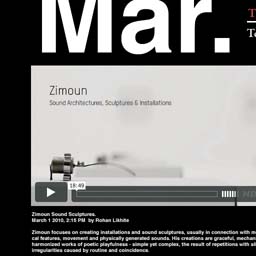 Mar.
Zimoun
Sound Architectures, Sculptures & Installations
18:49
Zimoun Sound Sculptures.
March 1 2010, 2:15 PM by Rohan Likhite
Zimoun focuses on creating installations and sound sculptures, usually in connection with
cal features, movement and physically generated sounds. His creations are graceful, mechan
harmonized works of poetic playfulness - simple yet complex, the result of repetitions with
irregularities caused by routine and coincidence.